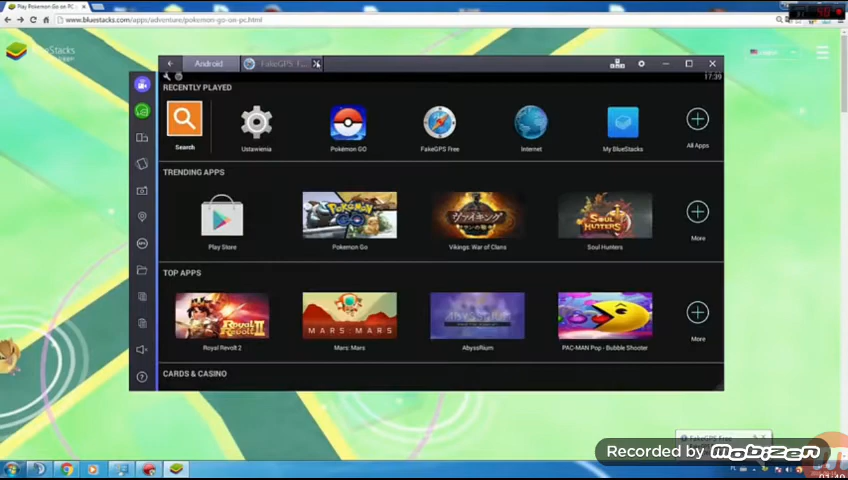 Play Pokemon Go on PC.
www.bluestacks.com/apps/adventure/pokemon-go-on-pc.html
Android
FakeGPS F...
17:39
RECENTLY PLAYED
Search
Ustawienia
Pokémon GO
FakeGPS Free
Internet
My BlueStacks
All Apps
TRENDING APPS
Play Store
Pokemon Go
Vikings: War of Clans
Soul Hunters
More
TOP APPS
Royal Revolt 2
Mars: Mars
AbyssRium
PAC-MAN Pop - Bubble Shooter
More
CARDS & CASINO
FakeGPS Free
Recorded by Mobizen